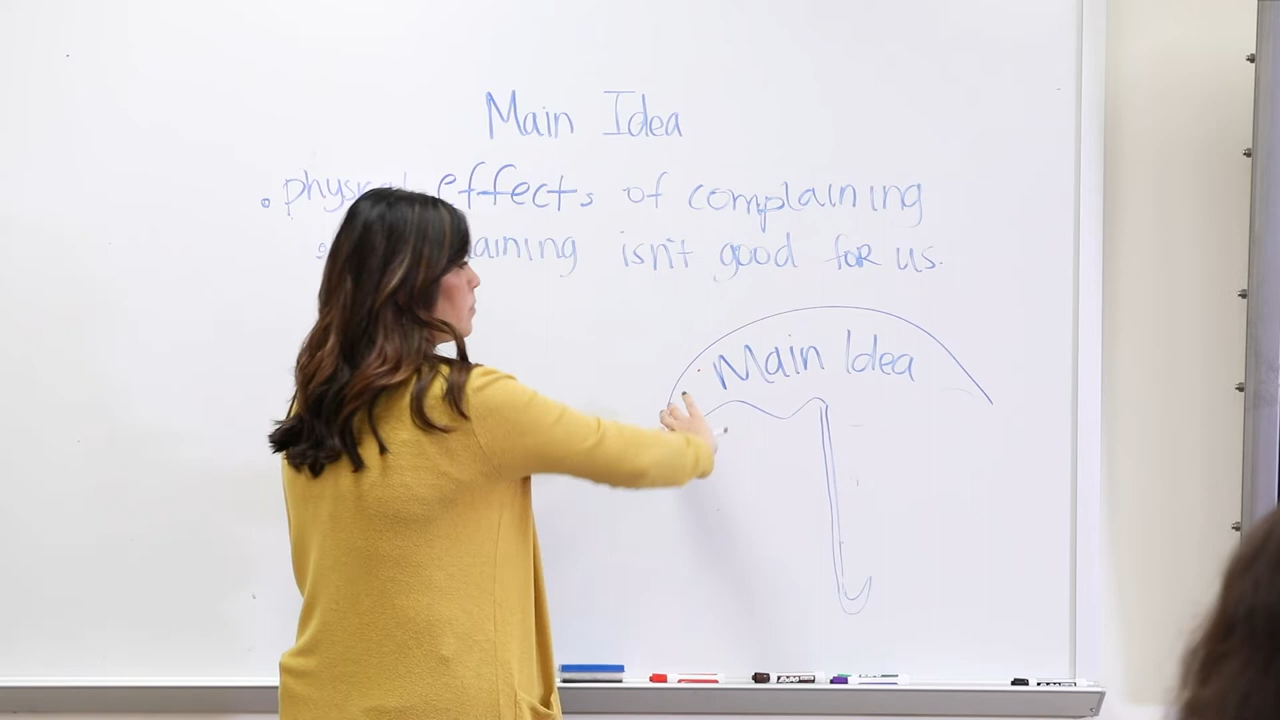 Main Idea
effects of complaining
isn't good for us.
Main Idea